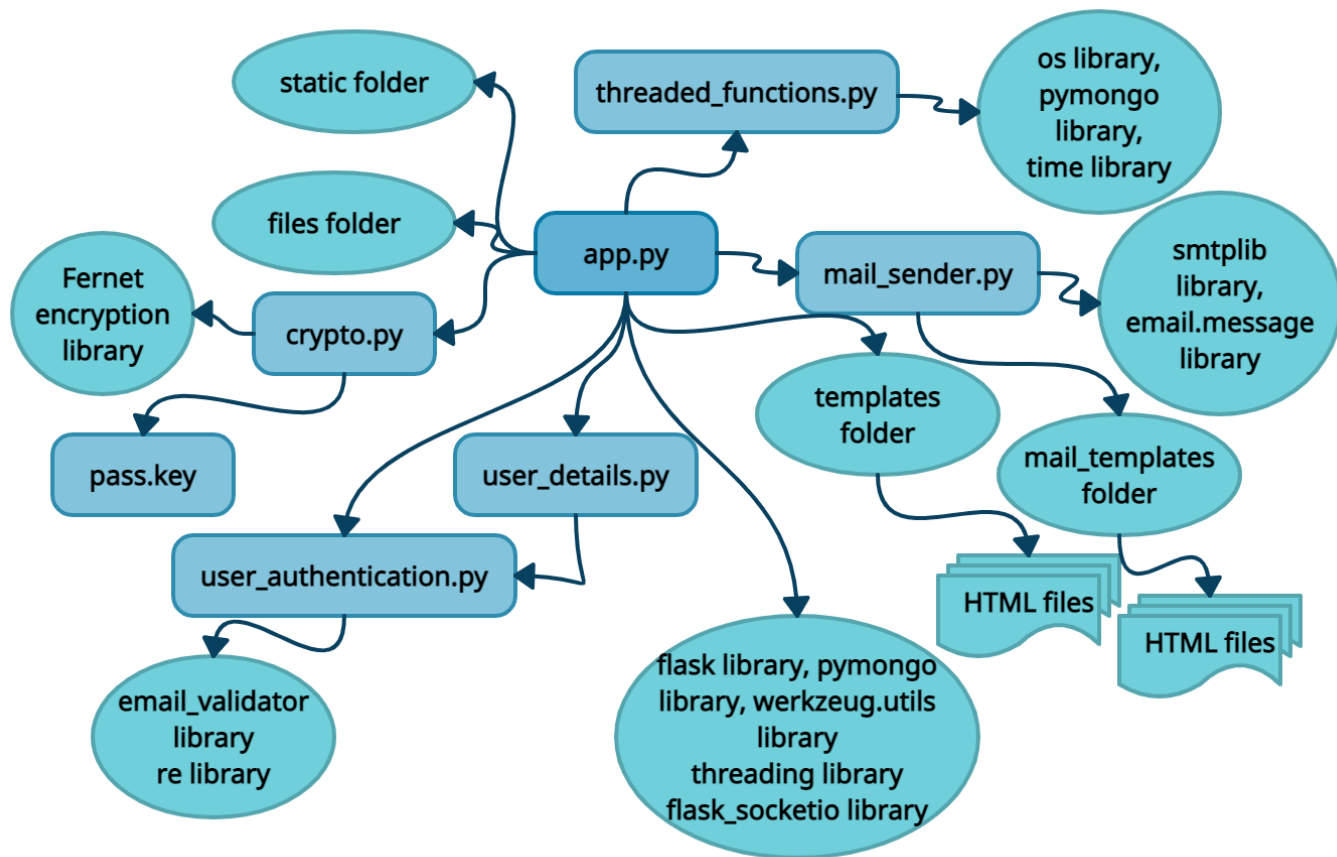 static folder
threaded_functions.py
os library,
pymongo
library,
time library
files folder
app.py
mail_sender.py
smtplib
library,
email.message
library
Fernet
encryption
library
crypto.py
templates
folder
pass.key
user_details.py
mail_templates
folder
user_authentication.py
HTML files
HTML files
email_validator
library
re library
flask library, pymongo
library, werkzeug.utils
library
threading library
flask_socketio library